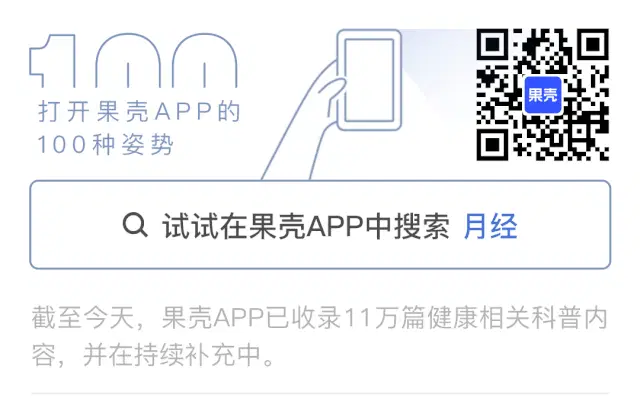 100
打开果壳APP的
100种姿势
果壳
试试在果壳APP中搜索 月经
截至今天，果壳APP已收录11万篇健康相关科普内
容，并在持续补充中。